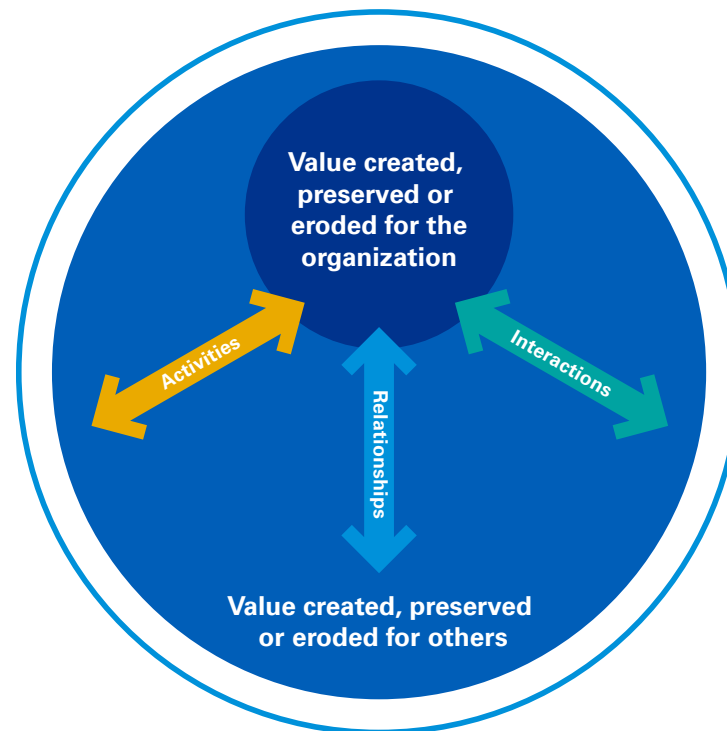 Value created,
preserved or
eroded for the
organization
Activities
Relationships
Interactions
Value created, preserved
or eroded for others